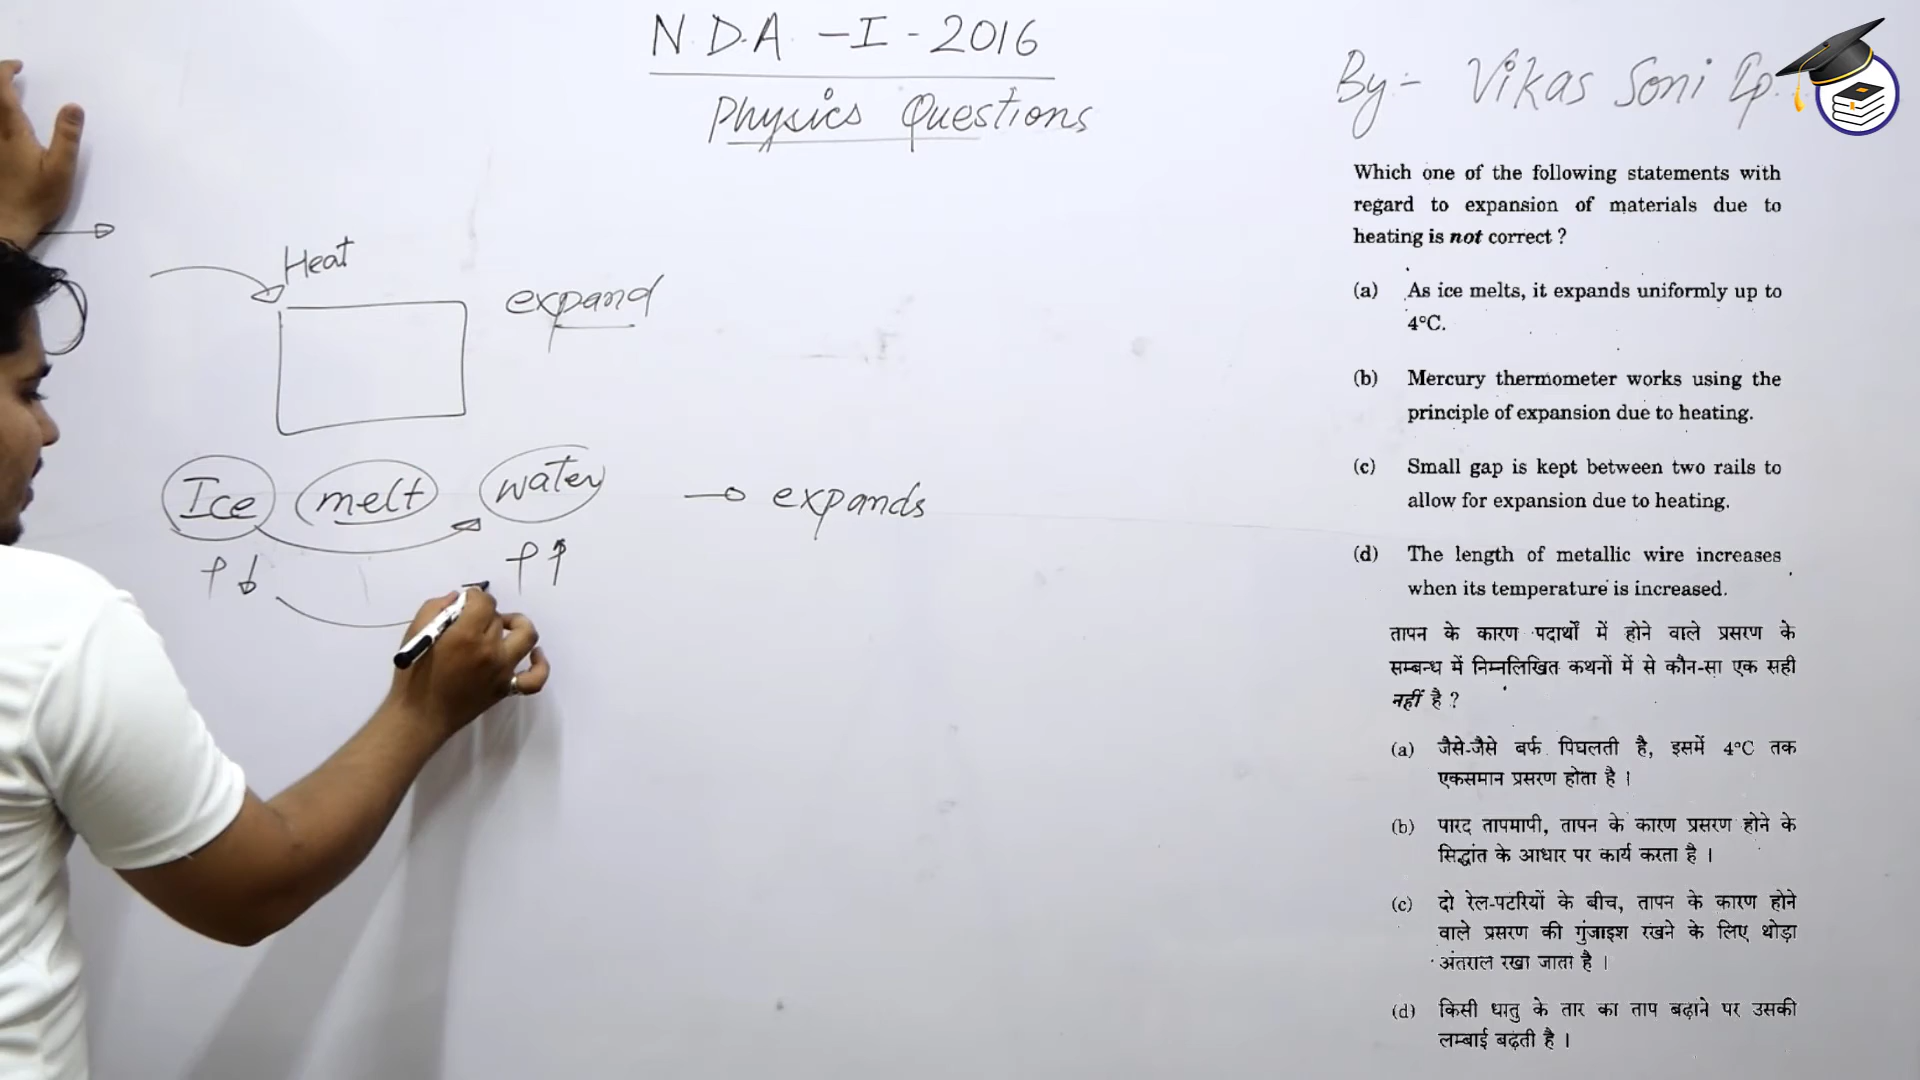 N.D.A. - I - 2016
Physics Questions
By:- Vikas Soni
Heat
expand
Ice melt water → expands
ρ↓ ρ↑
Which one of the following statements with
regard to expansion of materials due to
heating is not correct ?
(a) As ice melts, it expands uniformly up to
4°C.
(b) Mercury thermometer works using the
principle of expansion due to heating.
(c) Small gap is kept between two rails to
allow for expansion due to heating.
(d) The length of metallic wire increases
when its temperature is increased.
तापन के कारण पदार्थों में होने वाले प्रसरण के
सम्बन्ध में निम्नलिखित कथनों में से कौन-सा एक सही
नहीं है ?
(a) जैसे-जैसे बर्फ पिघलती है, इसमें 4°C तक
एकसमान प्रसरण होता है ।
(b) पारद तापमापी, तापन के कारण प्रसरण होने के
सिद्धांत के आधार पर कार्य करता है ।
(c) दो रेल-पटरियों के बीच, तापन के कारण होने
वाले प्रसरण की गुंजाइश रखने के लिए थोड़ा
अंतराल रखा जाता है ।
(d) किसी धातु के तार का ताप बढ़ाने पर उसकी
लम्बाई बढ़ती है ।